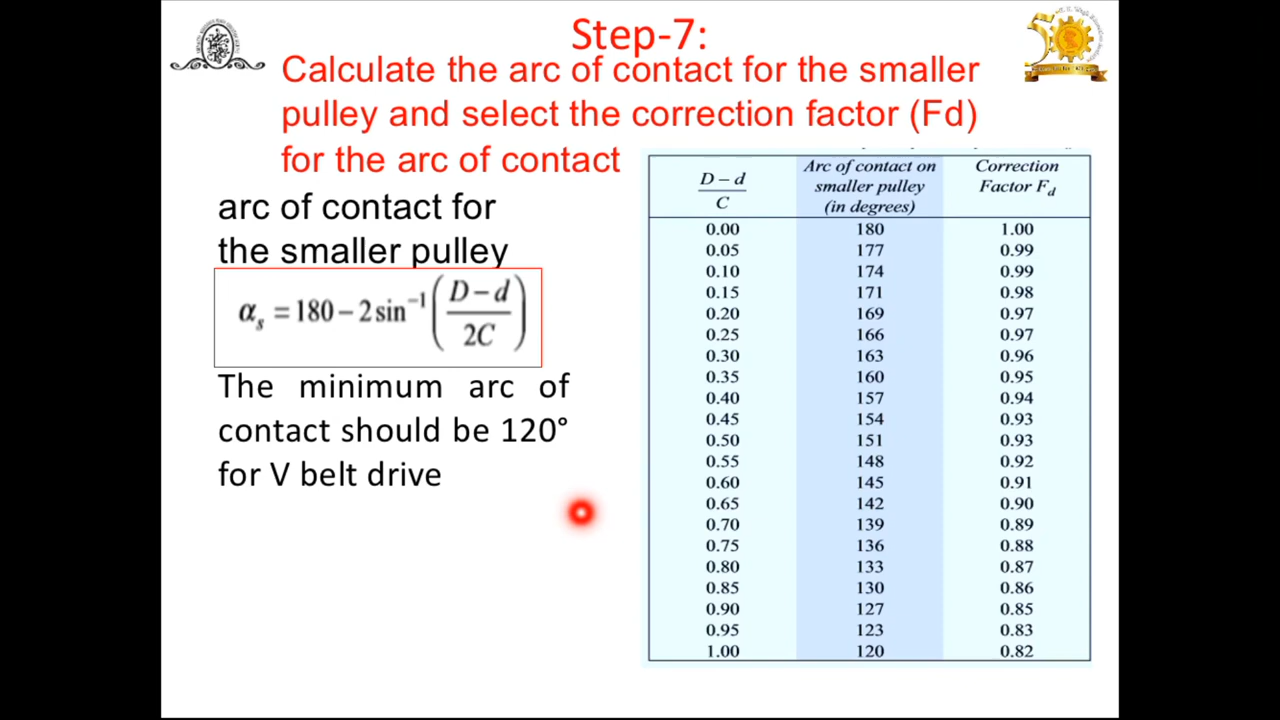 Step-7:
Calculate the arc of contact for the smaller
pulley and select the correction factor (Fd)
for the arc of contact
arc of contact for
the smaller pulley
αs = 180 – 2 sin⁻¹ ((D – d) / 2C)
The minimum arc of
contact should be 120°
for V belt drive
(D – d) / C Arc of contact on smaller pulley (in degrees) Correction Factor Fd
0.00 180 1.00
0.05 177 0.99
0.10 174 0.99
0.15 171 0.98
0.20 169 0.97
0.25 166 0.97
0.30 163 0.96
0.35 160 0.95
0.40 157 0.94
0.45 154 0.93
0.50 151 0.93
0.55 148 0.92
0.60 145 0.91
0.65 142 0.90
0.70 139 0.89
0.75 136 0.88
0.80 133 0.87
0.85 130 0.86
0.90 127 0.85
0.95 123 0.83
1.00 120 0.82